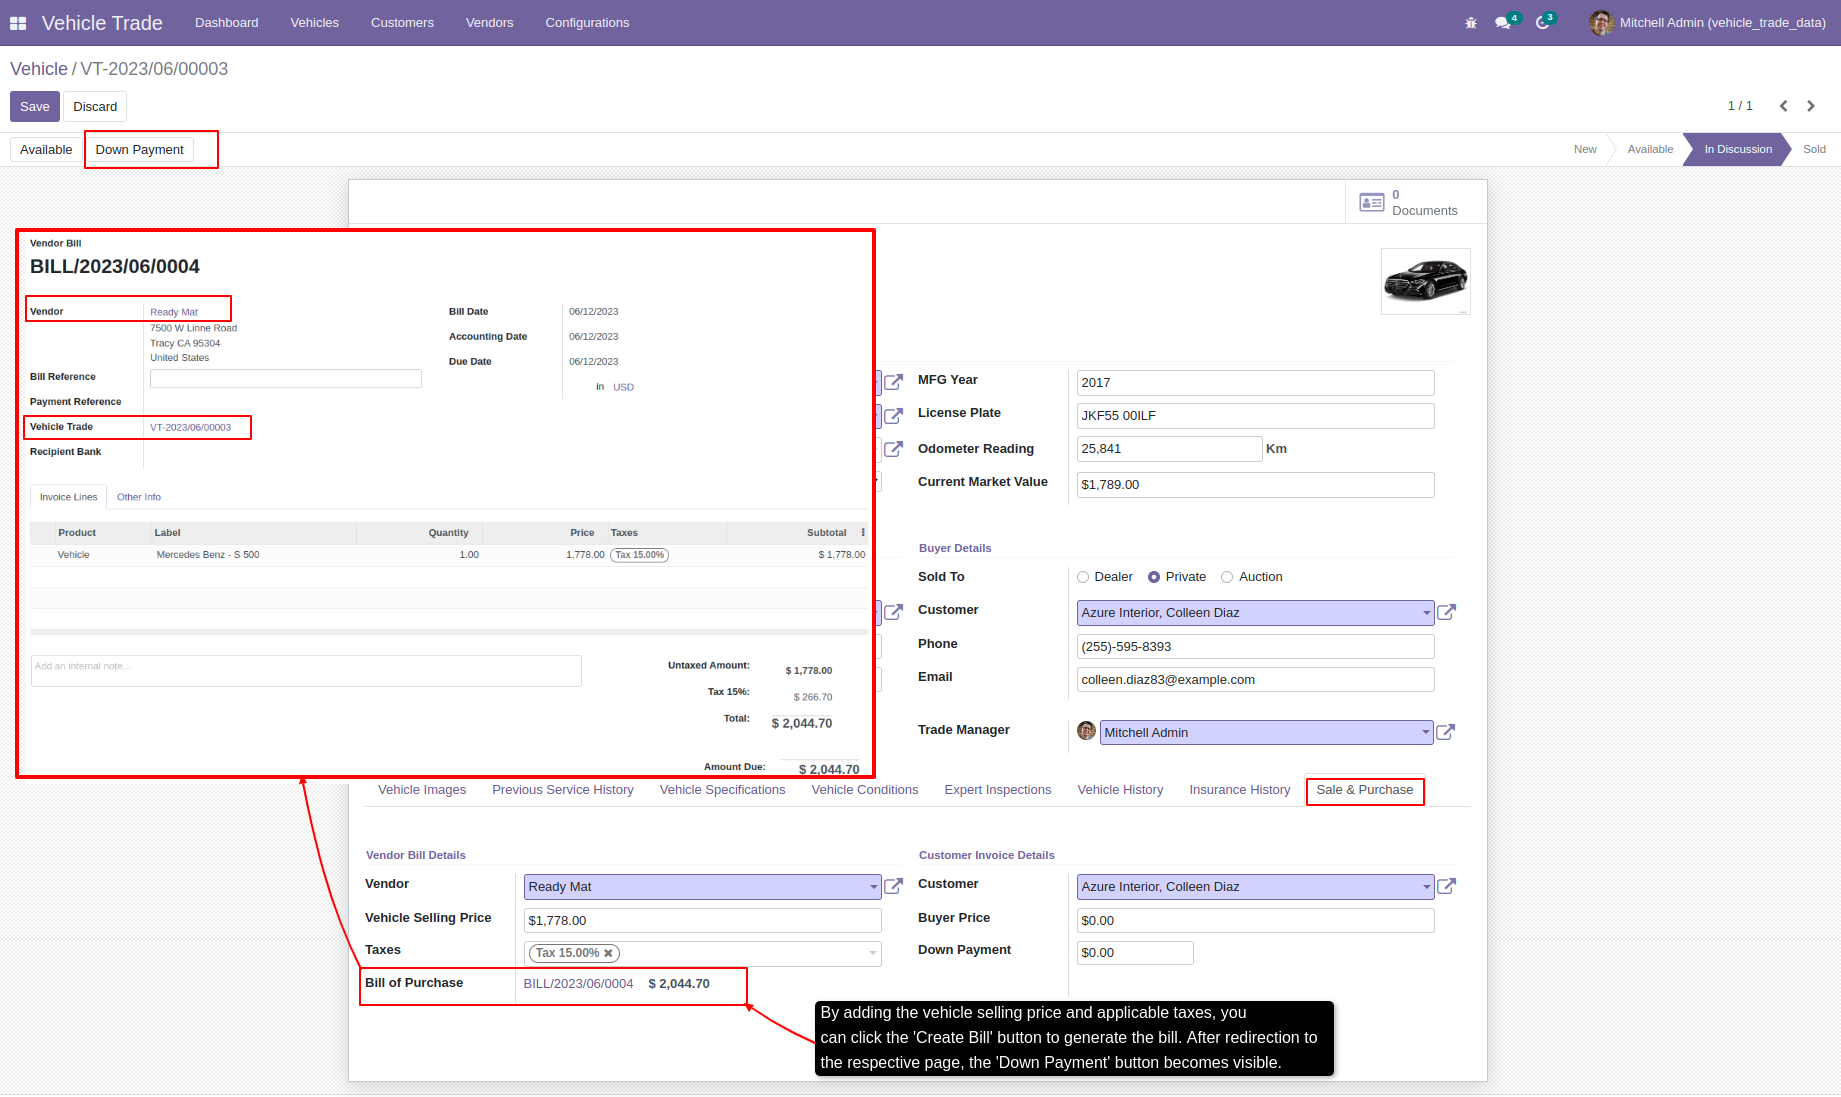 Vehicle Trade Dashboard Vehicles Customers Vendors Configurations 4 3 Mitchell Admin (vehicle_trade_data)
Vehicle / VT-2023/06/00003
Save Discard 1 / 1
Available Down Payment New Available In Discussion Sold
0
Documents
Vendor Bill
BILL/2023/06/0004
Vendor Ready Mat
7500 W Linne Road
Tracy CA 95304
United States
Bill Reference
Payment Reference
Vehicle Trade VT-2023/06/00003
Recipient Bank
Bill Date 06/12/2023
Accounting Date 06/12/2023
Due Date 06/12/2023
in USD
Invoice Lines Other Info
Product Label Quantity Price Taxes Subtotal
Vehicle Mercedes Benz - S 500 1.00 1,778.00 Tax 15.00% $ 1,778.00
Add an internal note...
Untaxed Amount: $ 1,778.00
Tax 15%: $ 266.70
Total: $ 2,044.70
Amount Due: $ 2,044.70
MFG Year 2017
License Plate JKF55 00ILF
Odometer Reading 25,841 Km
Current Market Value $1,789.00
Buyer Details
Sold To Dealer Private Auction
Customer Azure Interior, Colleen Diaz
Phone (255)-595-8393
Email colleen.diaz83@example.com
Trade Manager Mitchell Admin
Vehicle Images Previous Service History Vehicle Specifications Vehicle Conditions Expert Inspections Vehicle History Insurance History Sale & Purchase
Vendor Bill Details
Vendor Ready Mat
Vehicle Selling Price $1,778.00
Taxes Tax 15.00%
Bill of Purchase BILL/2023/06/0004 $ 2,044.70
Customer Invoice Details
Customer Azure Interior, Colleen Diaz
Buyer Price $0.00
Down Payment $0.00
By adding the vehicle selling price and applicable taxes, you
can click the 'Create Bill' button to generate the bill. After redirection to
the respective page, the 'Down Payment' button becomes visible.